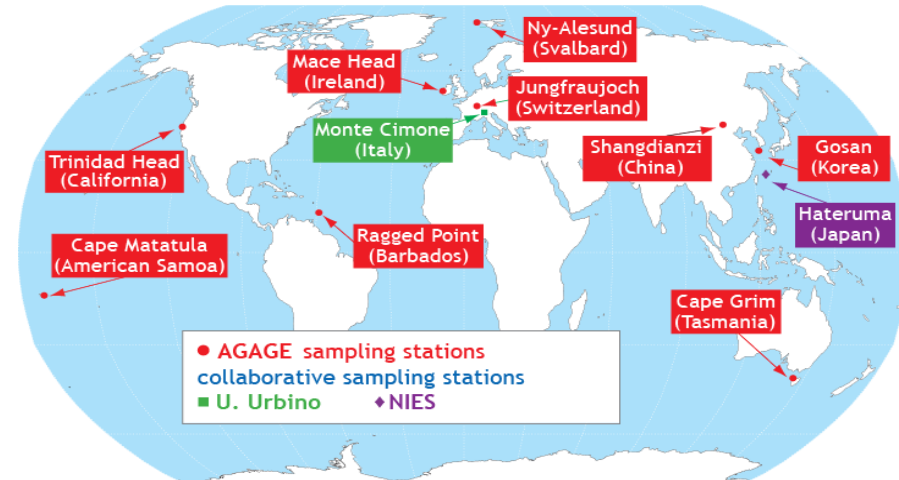 Ny-Alesund
(Svalbard)
Mace Head
(Ireland)
Jungfraujoch
(Switzerland)
Monte Cimone
(Italy)
Trinidad Head
(California)
Shangdianzi
(China)
Gosan
(Korea)
Hateruma
(Japan)
Cape Matatula
(American Samoa)
Ragged Point
(Barbados)
Cape Grim
(Tasmania)
AGAGE sampling stations
collaborative sampling stations
U. Urbino NIES